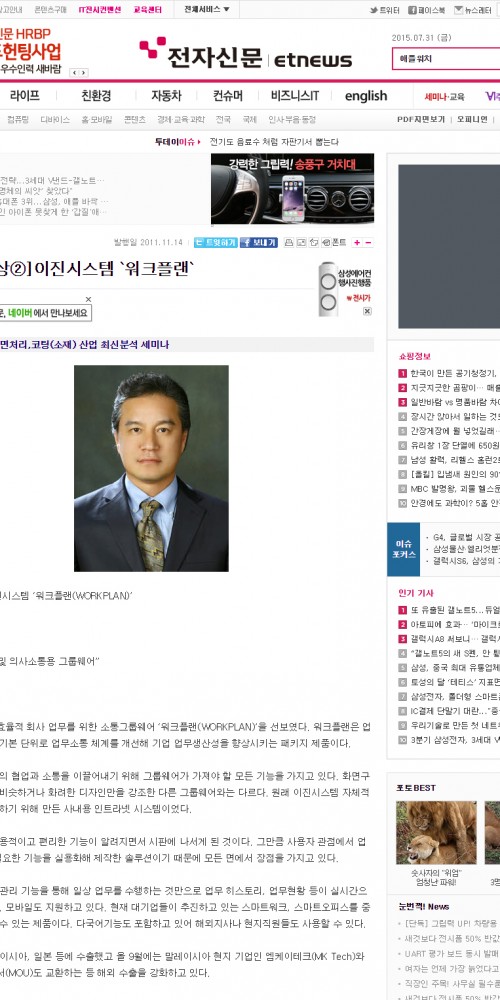 광고안내 콘텐츠구매 IT전시컨벤션 교육센터 전체서비스 ▼ 트위터 페이스북 뉴스레터
신문 HRBP
드헌팅사업
우수인력 새바람
전자신문 etnews
2015.07.31 (금)
애플 워치
라이프 친환경 자동차 컨슈머 비즈니스IT english 세미나·교육
컴퓨팅 디바이스 홈·모바일 콘텐츠 경제·교육·과학 전국 국제 인사·부음·동정 PDF지면보기 오피니언
투데이이슈 전기도 음료수 처럼 자판기서 뽑는다
전략...3세대 V낸드-갤노트…
명체의 씨앗" 찾았다"
대폰 3위...삼성, 애플 바싹 …
인 아이폰 못찾게 한 '갑질'애…
강력한 그립력! 송풍구 거치대
발행일 2011.11.14 트윗하기 보내기 폰트 + −
상②]이진시스템 `워크플랜`
삼성에어컨
행사진행품
전시가
문, 네이버에서 만나보세요
면처리,코팅(소재) 산업 최신분석 세미나
진시스템 ‘워크플랜(WORKPLAN)’
및 의사소통용 그룹웨어”
효율적 회사 업무를 위한 소통그룹웨어 ‘워크플랜(WORKPLAN)’을 선보였다. 워크플랜은 업
기본 단위로 업무소통 체계를 개선해 기업 업무생산성을 향상시키는 패키지 제품이다.
의 협업과 소통을 이끌어내기 위해 그룹웨어가 가져야 할 모든 기능을 가지고 있다. 화면구
비슷하거나 화려한 디자인만을 강조한 다른 그룹웨어와는 다르다. 원래 이진시스템 자체적
하기 위해 만든 사내용 인트라넷 시스템이었다.
용적이고 편리한 기능이 알려지면서 시판에 나서게 된 것이다. 그만큼 사용자 관점에서 업
필요한 기능을 실용화해 제작한 솔루션이기 때문에 모든 면에서 장점을 가지고 있다.
관리 기능을 통해 일상 업무를 수행하는 것만으로 업무 히스토리, 업무현황 등이 실시간으
, 모바일도 지원하고 있다. 현재 대기업들이 추진하고 있는 스마트워크, 스마트오피스를 중
수 있는 제품이다. 다국어기능도 포함하고 있어 해외지사나 현지직원들도 사용할 수 있다.
이시아, 일본 등에 수출했고 올 9월에는 말레이시아 현지 기업인 엠케이테크(MK Tech)와
서(MOU)도 교환하는 등 해외 수출을 강화하고 있다.
쇼핑정보
1 한국이 만든 공기청정기,
2 지긋지긋한 곰팡이… 매
3 일반바람 vs 명품바람 차
4 장시간 앉아서 일하는 것
5 간장게장에 뭘 넣었길래…
6 유리창 1장 단열에 650원
7 남성 활력, 리헬스 홈런2
8 [품킬] 입냄새 원인의 90
9 MBC 발명왕, 괴물 헬스운
10 안경에도 과학이? 5홀 안
이슈
포커스
· G4, 글로벌 시장 공
· 삼성물산·엘리엇분
· 갤럭시S6, 삼성의
인기 기사
1 또 유출된 갤노트5...듀얼
2 아토피에 효과… '마이크
3 갤럭시A8 써보니… 갤럭
4 “갤노트5의 새 S펜, 안
5 삼성, 중국 최대 유통업체
6 토성의 달 ‘테티스’ 지표면
7 삼성전자, 폴더형 스마트
8 IC결제 단말기 대란..."중
9 우리기술로 만든 첫 네트
10 3분기 삼성전자, 3세대 V
포토BEST
숫사자의 "위엄"
엄청난 파워!
눈번쩍! News
· [단독] 그립력 UP! 차량용
· 새것보다 전시품 50% 반값
· UART 평가 보드 동시 발매
· 여자는 언제 가장 늙었다고
· 직장인 주목! 사무실 필수품
· 새것보다 전시품 50% 반값